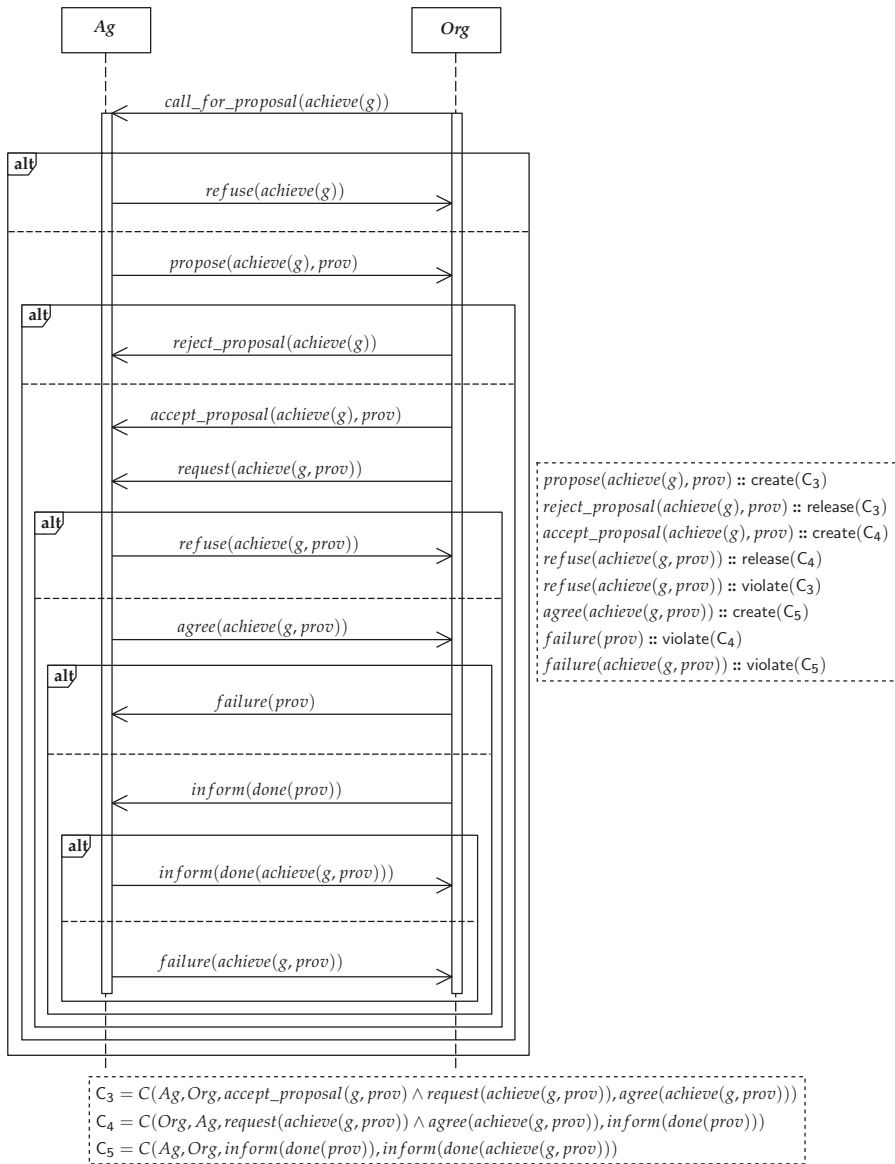 Ag
Org
call_for_proposal(achieve(g))
alt
refuse(achieve(g))
propose(achieve(g), prov)
alt
reject_proposal(achieve(g))
accept_proposal(achieve(g), prov)
request(achieve(g, prov))
alt
refuse(achieve(g, prov))
agree(achieve(g, prov))
alt
failure(prov)
inform(done(prov))
alt
inform(done(achieve(g, prov)))
failure(achieve(g, prov))
propose(achieve(g), prov) :: create(C₃)
reject_proposal(achieve(g), prov) :: release(C₃)
accept_proposal(achieve(g), prov) :: create(C₄)
refuse(achieve(g, prov)) :: release(C₄)
refuse(achieve(g, prov)) :: violate(C₃)
agree(achieve(g, prov)) :: create(C₅)
failure(prov) :: violate(C₄)
failure(achieve(g, prov)) :: violate(C₅)
C₃ = C(Ag, Org, accept_proposal(g, prov) ∧ request(achieve(g, prov)), agree(achieve(g, prov)))
C₄ = C(Org, Ag, request(achieve(g, prov)) ∧ agree(achieve(g, prov)), inform(done(prov)))
C₅ = C(Ag, Org, inform(done(prov)), inform(done(achieve(g, prov)))